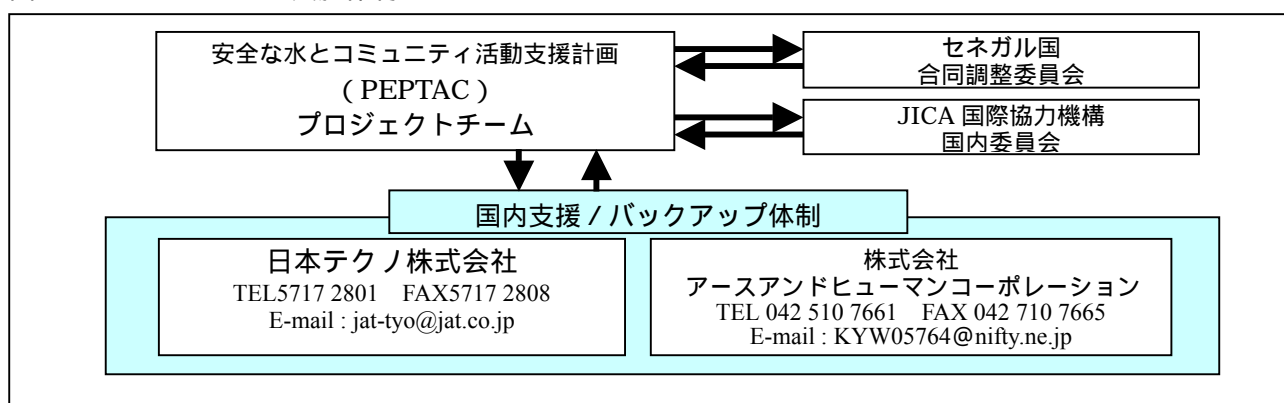 安全な水とコミュニティ活動支援計画
( PEPTAC )
プロジェクトチーム
セネガル国
合同調整委員会
JICA 国際協力機構
国内委員会
国内支援 / バックアップ体制
日本テクノ株式会社
TEL5717 2801 FAX5717 2808
E-mail : jat-tyo@jat.co.jp
株式会社
アースアンドヒューマンコーポレーション
TEL 042 510 7661 FAX 042 710 7665
E-mail : KYW05764@nifty.ne.jp